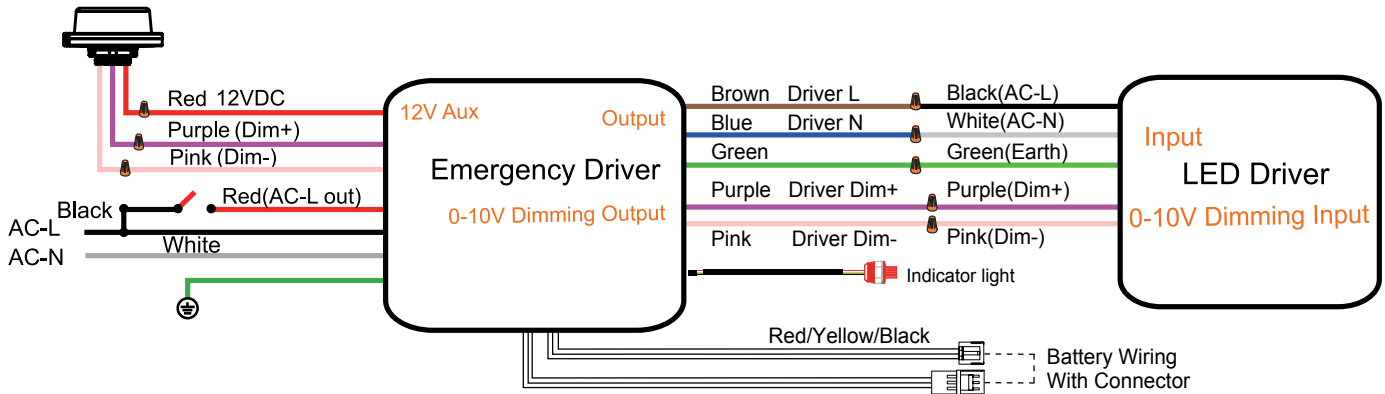 Red 12VDC
Purple (Dim+)
Pink (Dim-)
Black
Red(AC-L out)
AC-L
AC-N
White
12V Aux
Output
Emergency Driver
0-10V Dimming Output
Brown Driver L
Black(AC-L)
Blue Driver N
White(AC-N)
Green
Green(Earth)
Purple Driver Dim+
Purple(Dim+)
Pink Driver Dim-
Pink(Dim-)
Indicator light
Input
LED Driver
0-10V Dimming Input
Red/Yellow/Black
Battery Wiring
With Connector